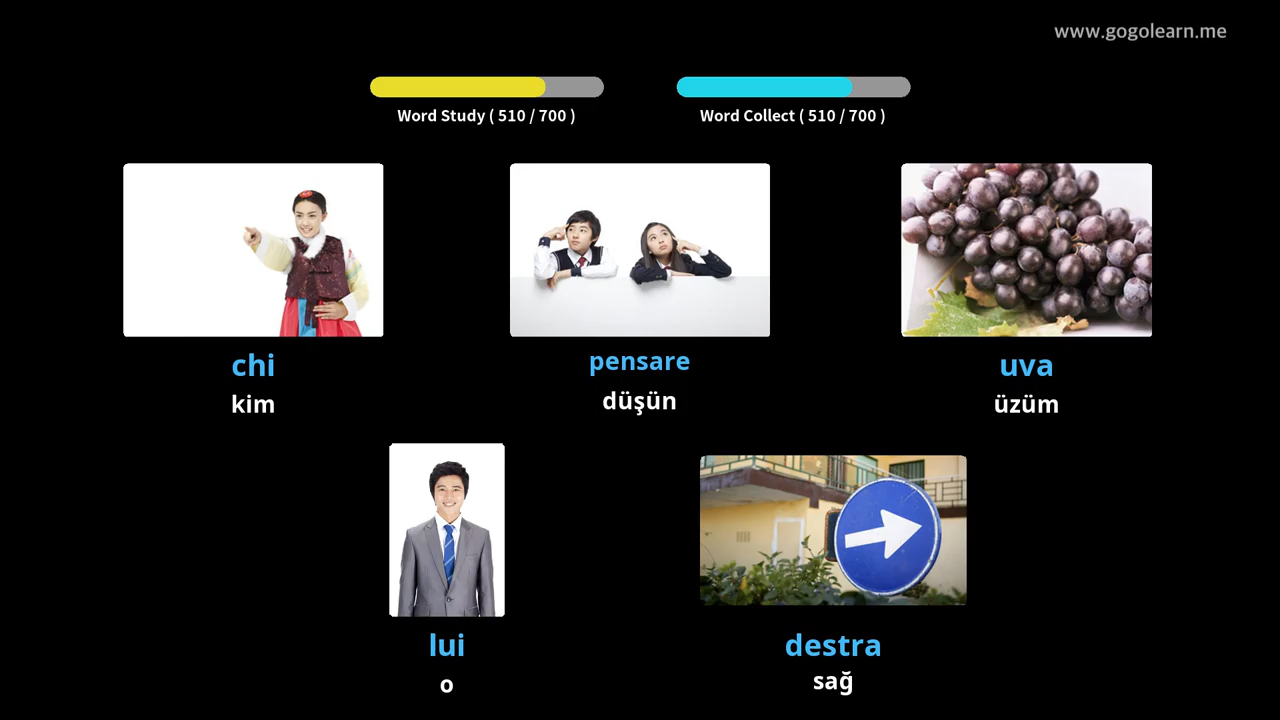 www.gogolearn.me
Word Study ( 510 / 700 )
Word Collect ( 510 / 700 )
chi
kim
pensare
düşün
uva
üzüm
lui
o
destra
sağ